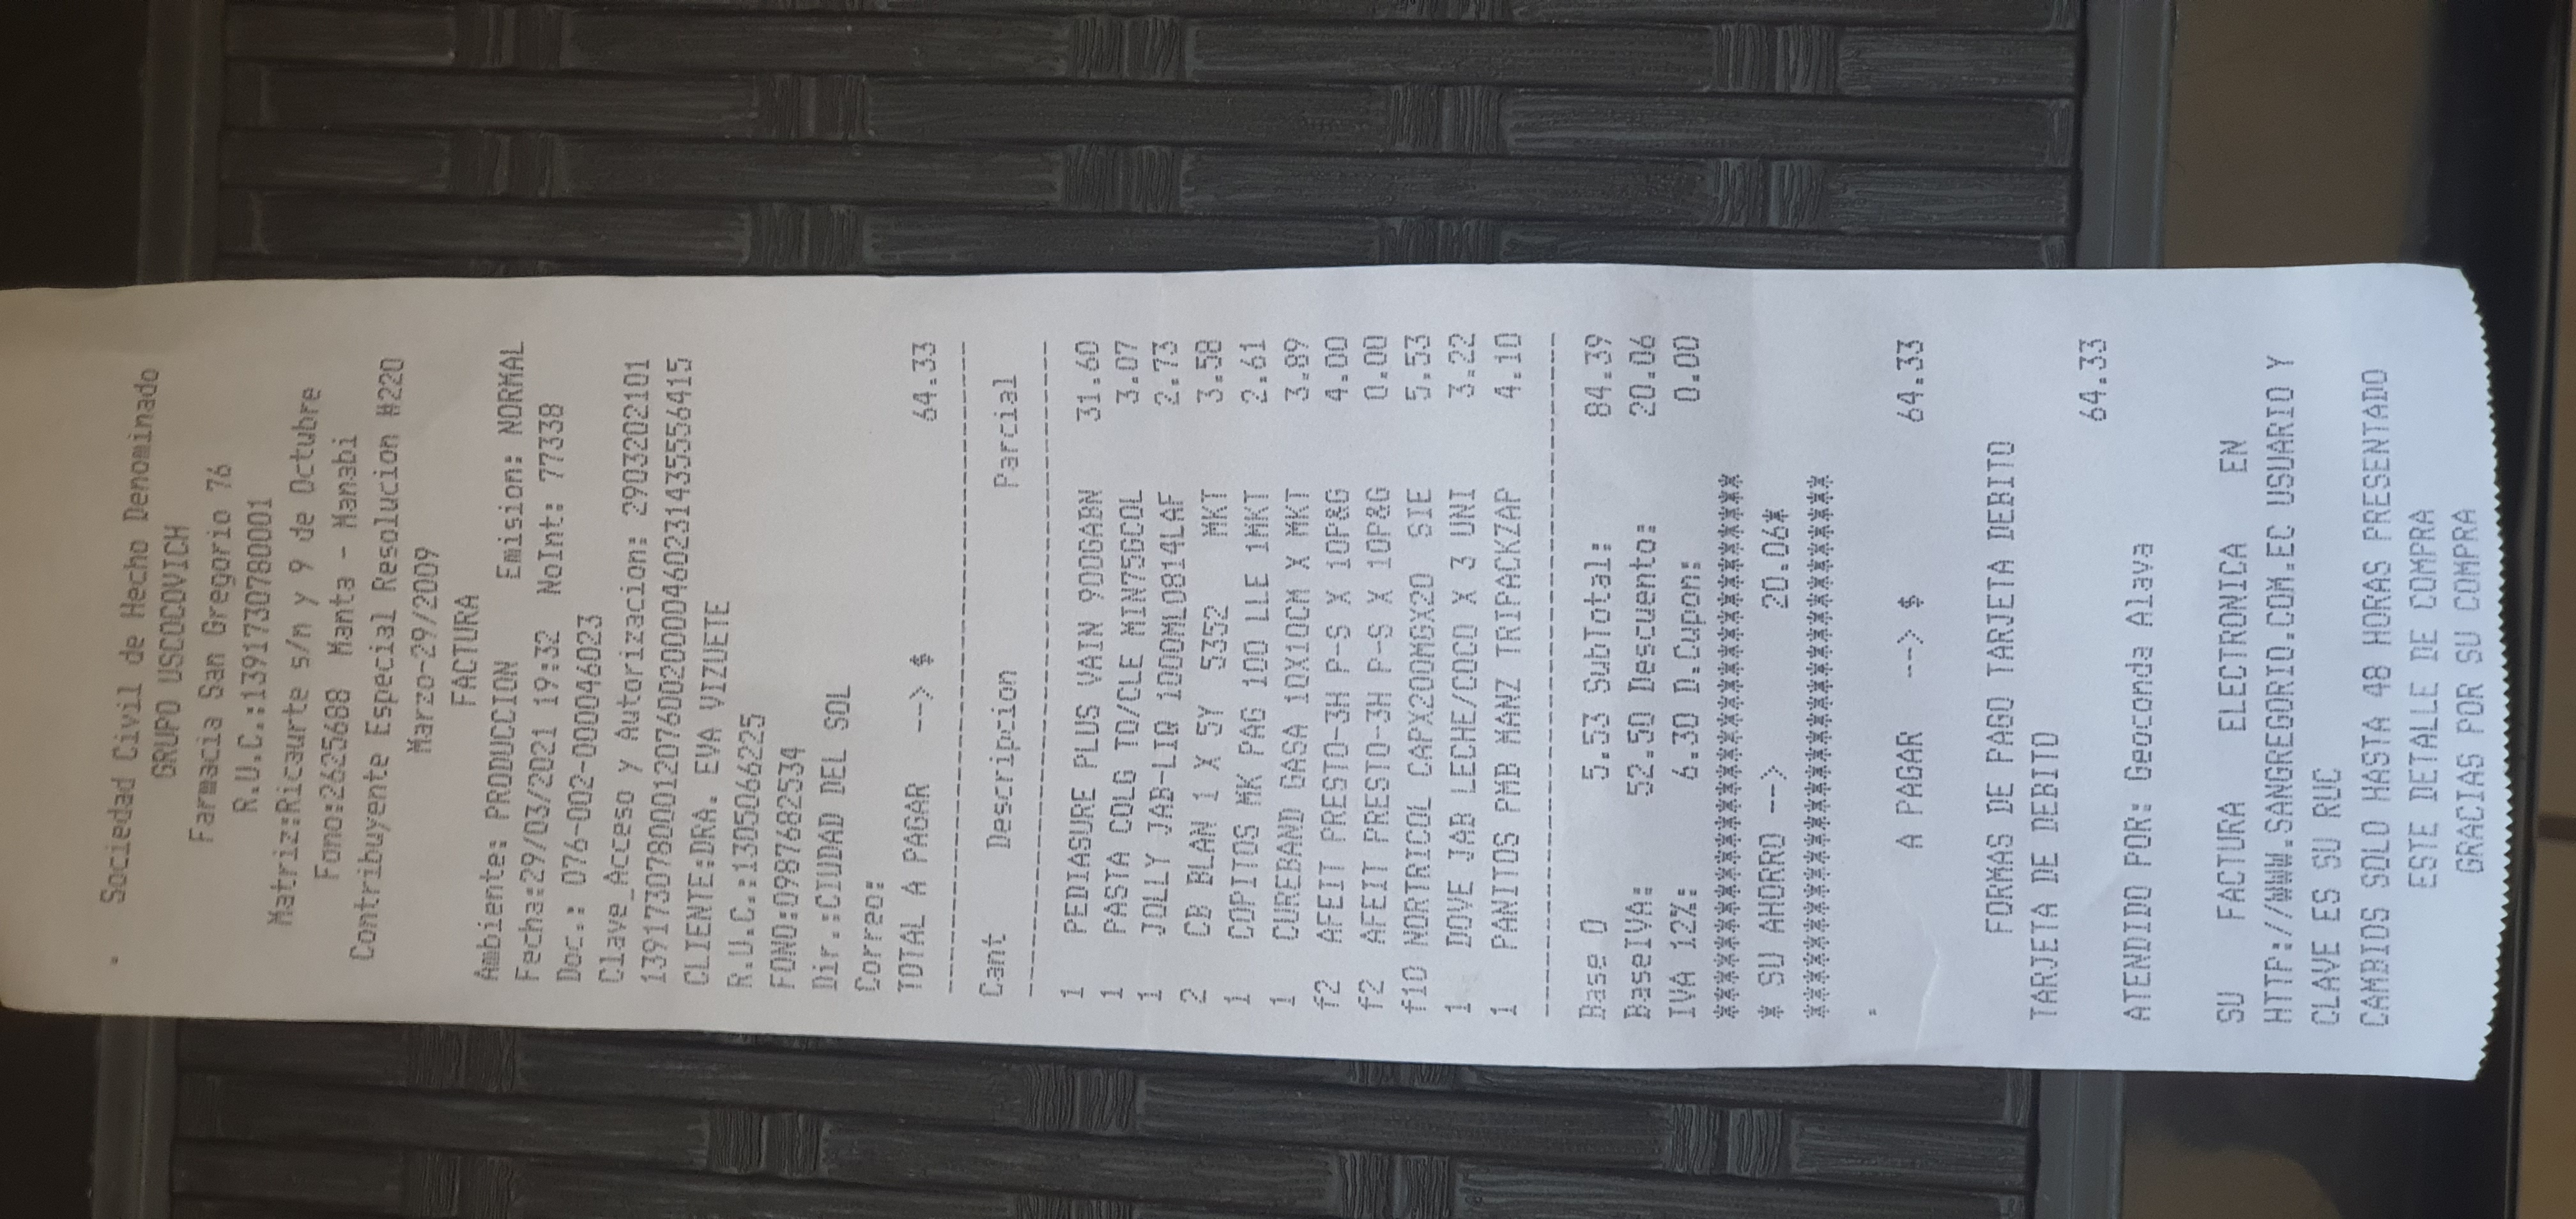 Sociedad Civil de Hecho Denominado
GRUPO USCOCOVICH
Farmacia San Gregorio 76
R.U.C.:1391730780001
Matriz:Ricaurte s/n y 9 de Octubre
Fono:2625688 Manta - Manabi
Contribuyente Especial Resolucion #220
Marzo-29/2009
FACTURA
Ambiente: PRODUCCION Emision: NORMAL
Fecha:29/03/2021 19:32 NoInt: 77338
Doc.: 076-002-000046023
Clave_Acceso y Autorizacion: 2903202101
139173078000120760020000460231435556415
CLIENTE:DRA. EVA VIZUETE
R.U.C.:1305066225
FONO:0987682534
Dir.:CIUDAD DEL SOL
Correo:
TOTAL A PAGAR --> $ 64.33
--------------------------------------
Cant Descripcion Parcial
--------------------------------------
1 PEDIASURE PLUS VAIN 900GABN 31.60
1 PASTA COLG TO/CLE MIN75GCOL 3.07
1 JOLLY JAB-LIQ 1000ML0814LAF 2.73
2 CB BLAN 1 X 5Y 5352 MKT 3.58
1 COPITOS MK PAG 100 LLE 1MKT 2.61
1 CUREBAND GASA 10X10CM X MKT 3.89
f2 AFEIT PRESTO-3H P-S X 10P&G 4.00
f2 AFEIT PRESTO-3H P-S X 10P&G 0.00
f10 NORTRICOL CAPX200MGX20 SIE 5.53
1 DOVE JAB LECHE/COCO X 3 UNI 3.22
1 PANITOS PMB MANZ TRIPACKZAP 4.10
----------------------------------------
Base 0 5.53 SubTotal: 84.39
BaseIVA: 52.50 Descuento: 20.06
IVA 12%: 6.30 D.Cupon: 0.00
********************************
* SU AHORRO --> 20.06*
********************************
.
A PAGAR --> $ 64.33
FORMAS DE PAGO TARJETA DEBITO
TARJETA DE DEBITO
64.33
ATENDIDO POR: Geoconda Alava
SU FACTURA ELECTRONICA EN
HTTP://WWW.SANGREGORIO.COM.EC USUARIO Y
CLAVE ES SU RUC
CAMBIOS SOLO HASTA 48 HORAS PRESENTADO
ESTE DETALLE DE COMPRA
GRACIAS POR SU COMPRA